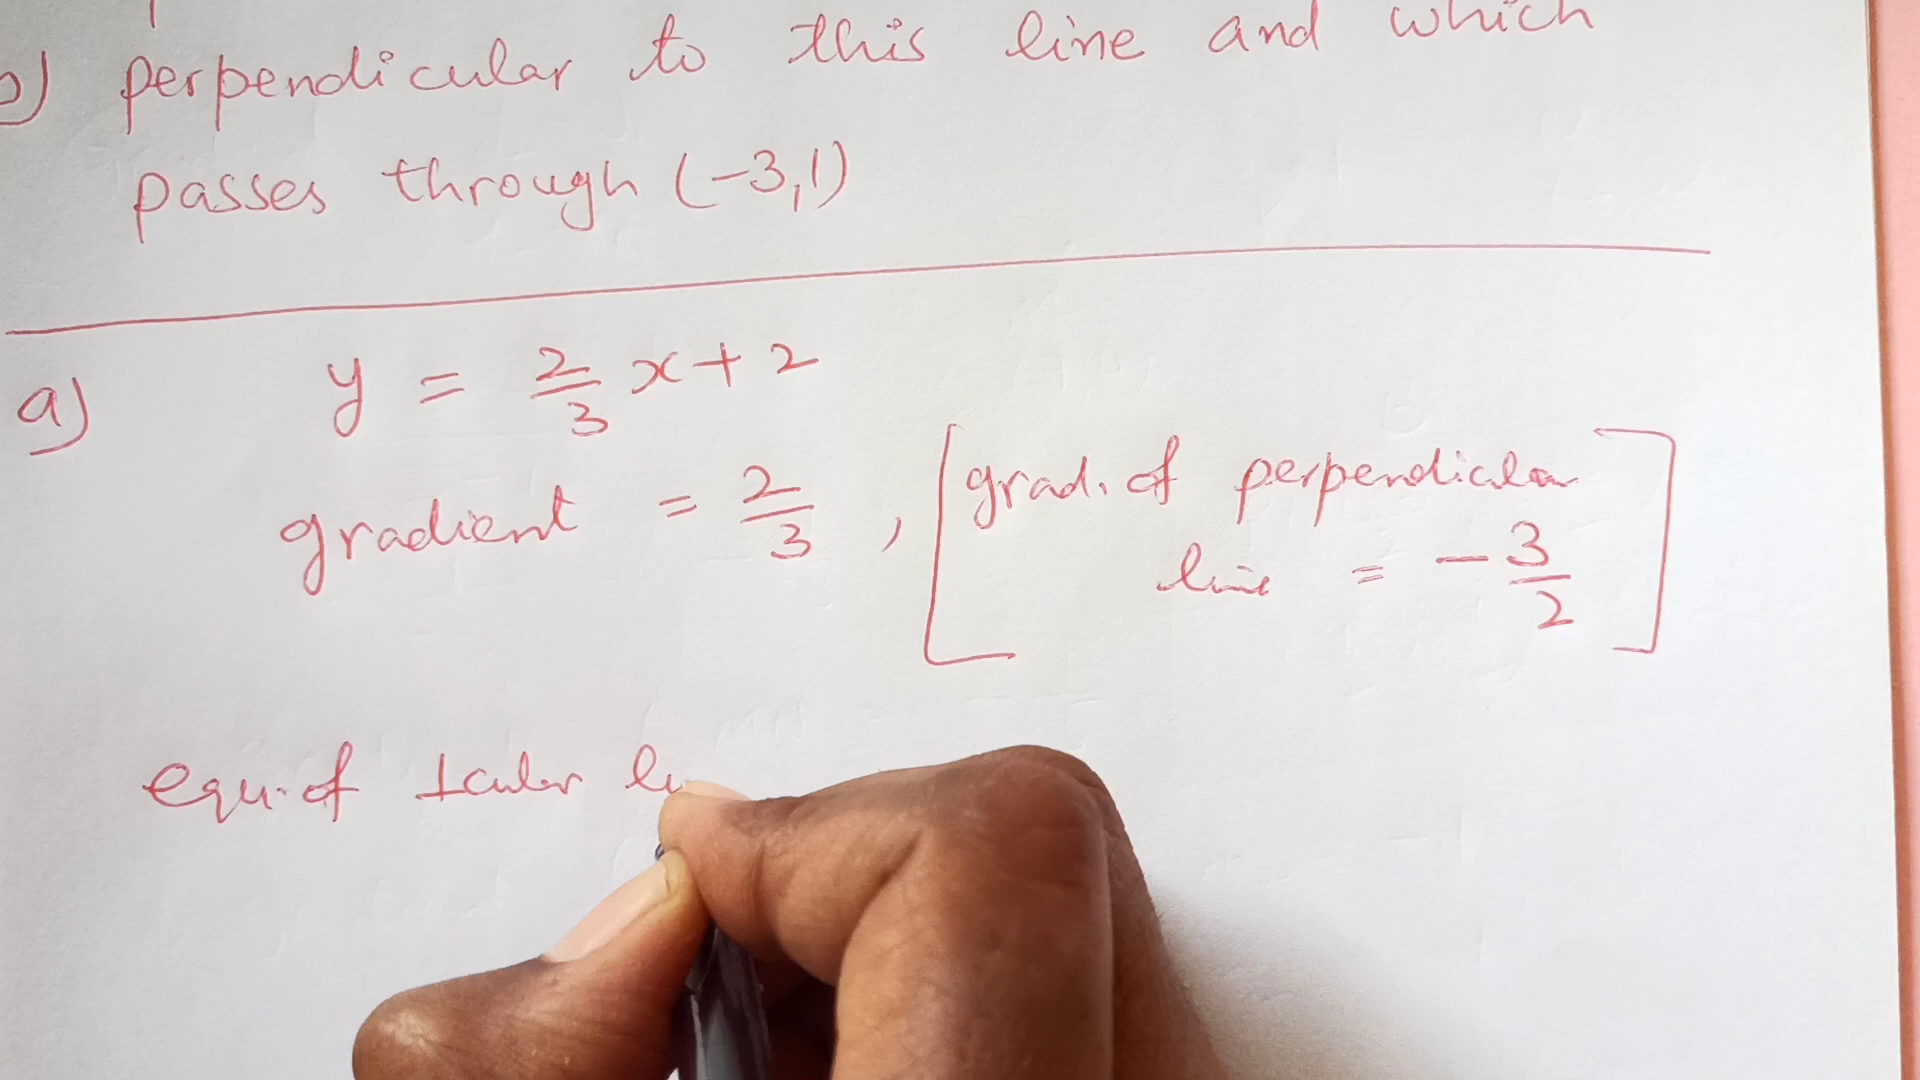 b) perpendicular to this line and which
passes through (-3,1)
a) y = 2/3 x + 2
gradient = 2/3 , [grad. of perpendicular
line = - 3/2]
equ. of ⊥cular